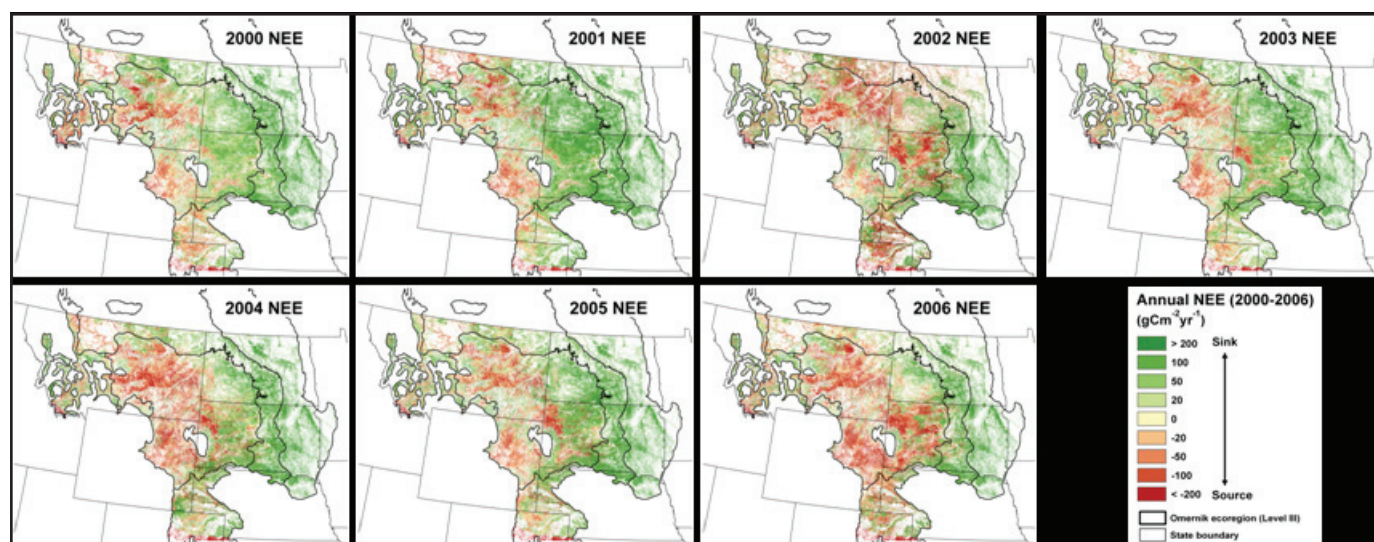 2000 NEE
2001 NEE
2002 NEE
2003 NEE
2004 NEE
2005 NEE
2006 NEE
Annual NEE (2000-2006)
(gCm⁻²yr⁻¹)
> 200 Sink
100
50
20
0
-20
-50
-100
< -200 Source
Omernik ecoregion (Level III)
State boundary